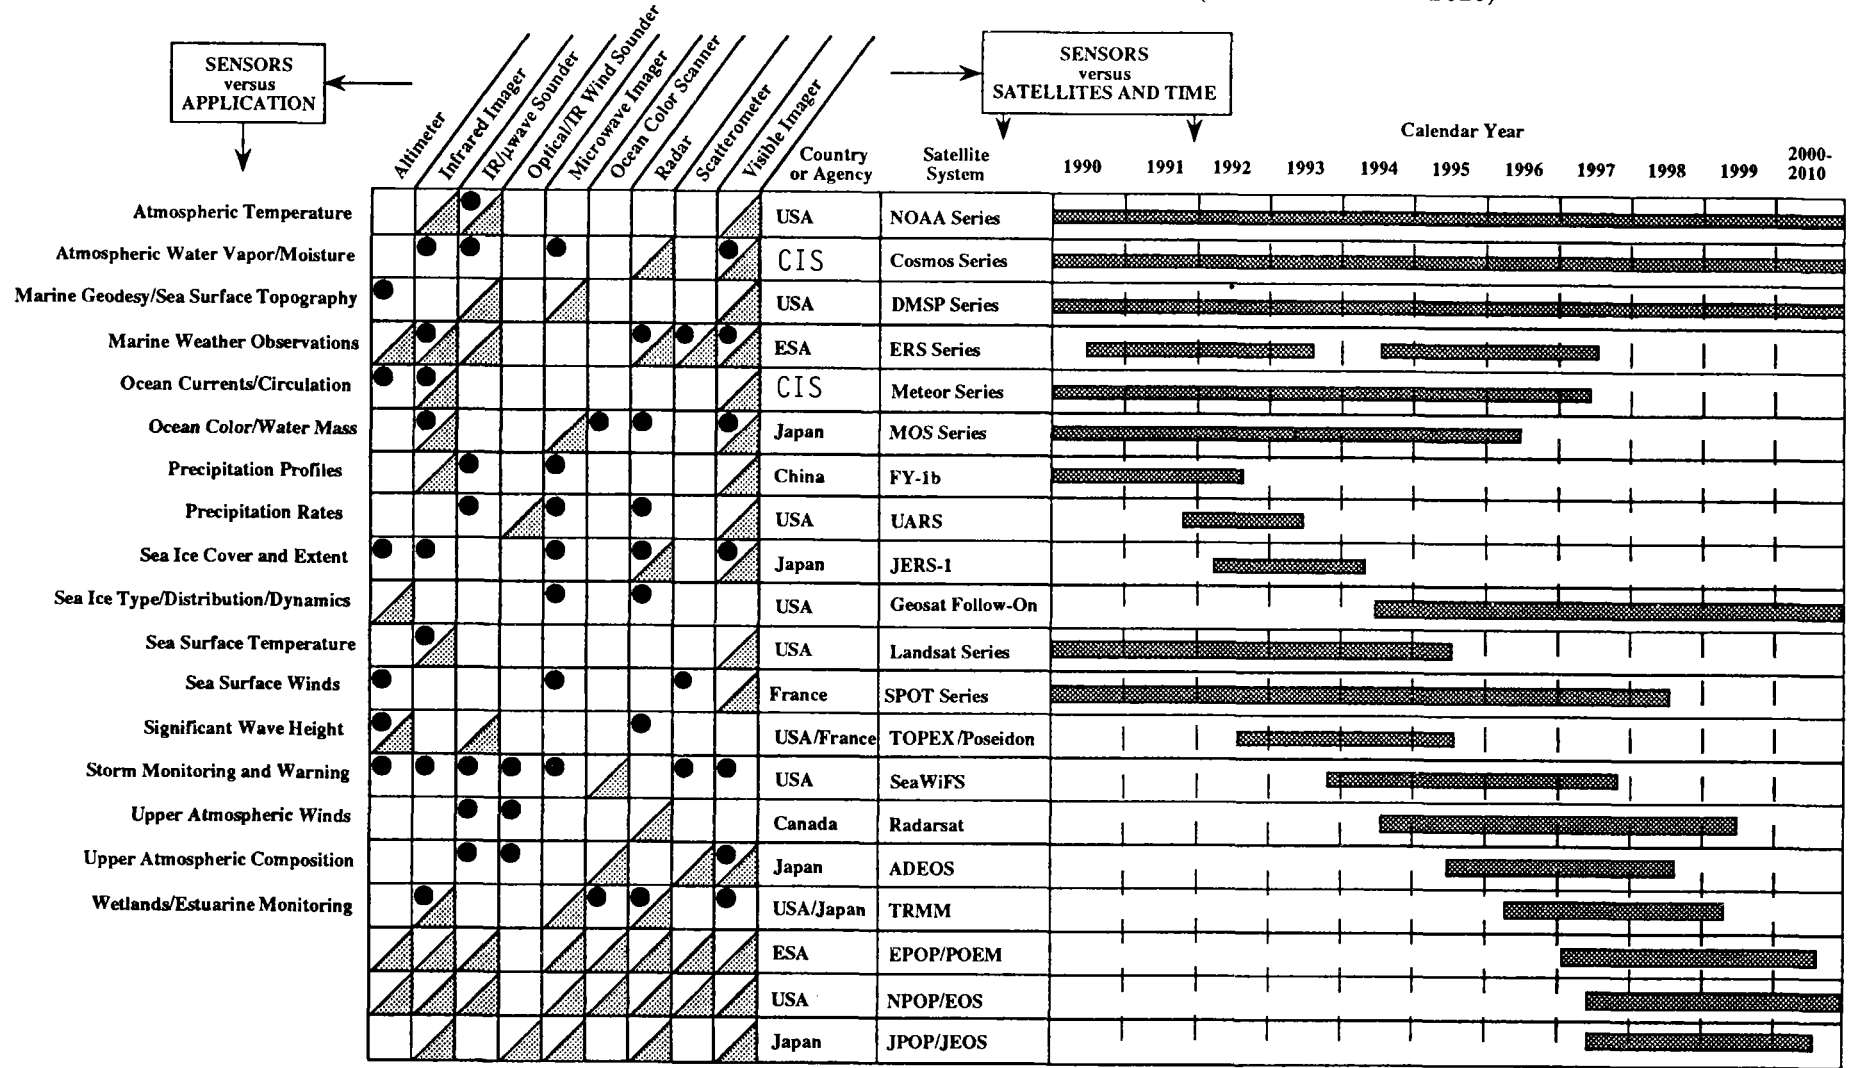 SENSORS
versus
APPLICATION
SENSORS
versus
SATELLITES AND TIME
Altimeter
Infrared Imager
IR/μwave Sounder
Optical/IR Wind Sounder
Microwave Imager
Ocean Color Scanner
Radar
Scatterometer
Visible Imager
Country
or Agency
Satellite
System
Calendar Year
1990 1991 1992 1993 1994 1995 1996 1997 1998 1999 2000-
2010
Atmospheric Temperature USA NOAA Series
Atmospheric Water Vapor/Moisture CIS Cosmos Series
Marine Geodesy/Sea Surface Topography USA DMSP Series
Marine Weather Observations ESA ERS Series
Ocean Currents/Circulation CIS Meteor Series
Ocean Color/Water Mass Japan MOS Series
Precipitation Profiles China FY-1b
Precipitation Rates USA UARS
Sea Ice Cover and Extent Japan JERS-1
Sea Ice Type/Distribution/Dynamics USA Geosat Follow-On
Sea Surface Temperature USA Landsat Series
Sea Surface Winds France SPOT Series
Significant Wave Height USA/France TOPEX/Poseidon
Storm Monitoring and Warning USA SeaWiFS
Upper Atmospheric Winds Canada Radarsat
Upper Atmospheric Composition Japan ADEOS
Wetlands/Estuarine Monitoring USA/Japan TRMM
ESA EPOP/POEM
USA NPOP/EOS
Japan JPOP/JEOS